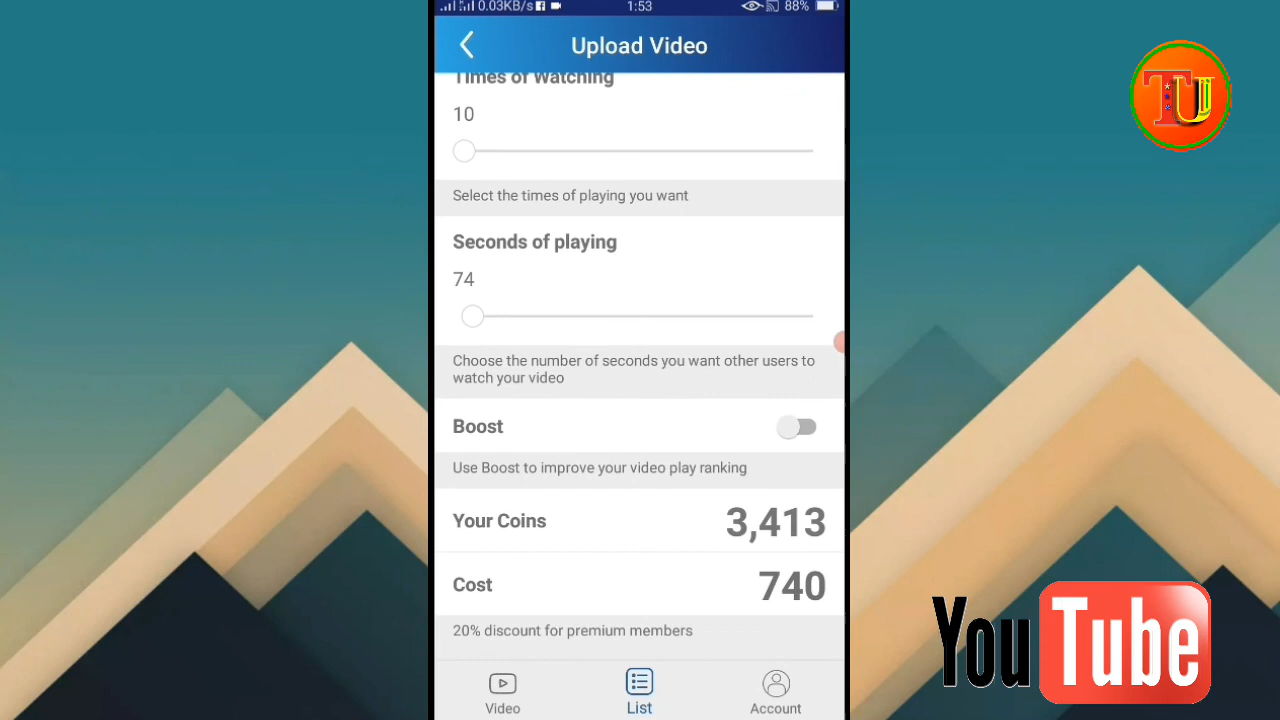 0.03KB/s
1:53
88%
Upload Video
Times of Watching
10
Select the times of playing you want
Seconds of playing
74
Choose the number of seconds you want other users to
watch your video
Boost
Use Boost to improve your video play ranking
Your Coins
3,413
Cost
740
20% discount for premium members
Video
List
Account
TU
YouTube